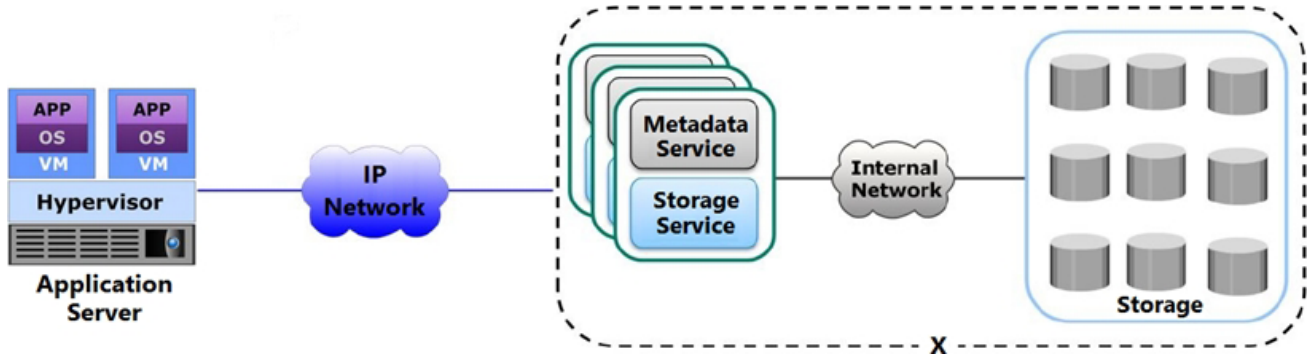 APP
OS
VM
APP
OS
VM
Hypervisor
Application
Server
IP
Network
Metadata
Service
Storage
Service
Internal
Network
Storage
X